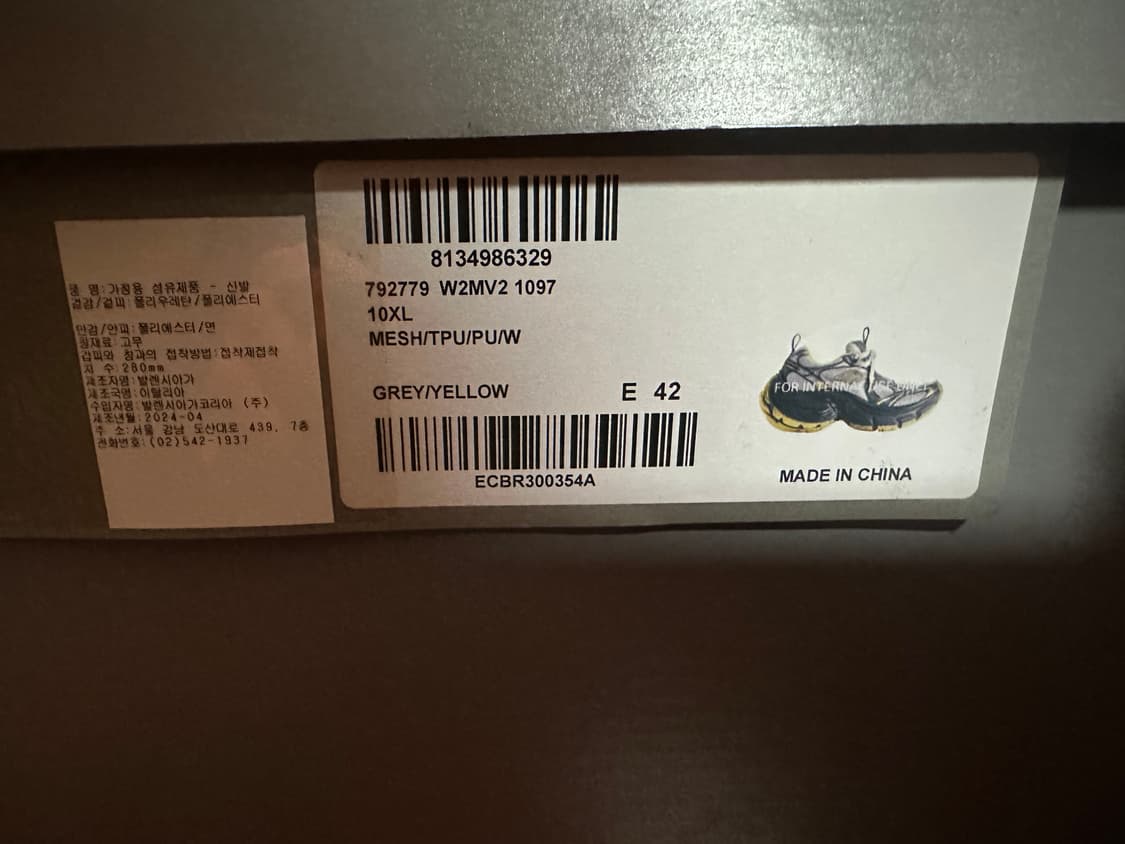 품 명:가정용 섬유제품 - 신발
겉감/겉피:폴리우레탄/폴리에스터
안감/안피:폴리에스터/면
창재료:고무
갑피와 창과의 접착방법:접착제접착
치 수:280mm
제조자명:발렌시아가
제조국명:이탈리아
수입자명:발렌시아가코리아 (주)
제조년월:2024-04
주 소:서울 강남 도산대로 439, 7층
전화번호:(02)542-1937
8134986329
792779 W2MV2 1097
10XL
MESH/TPU/PU/W
GREY/YELLOW E 42
ECBR300354A
FOR INTERNAL USE ONLY
MADE IN CHINA